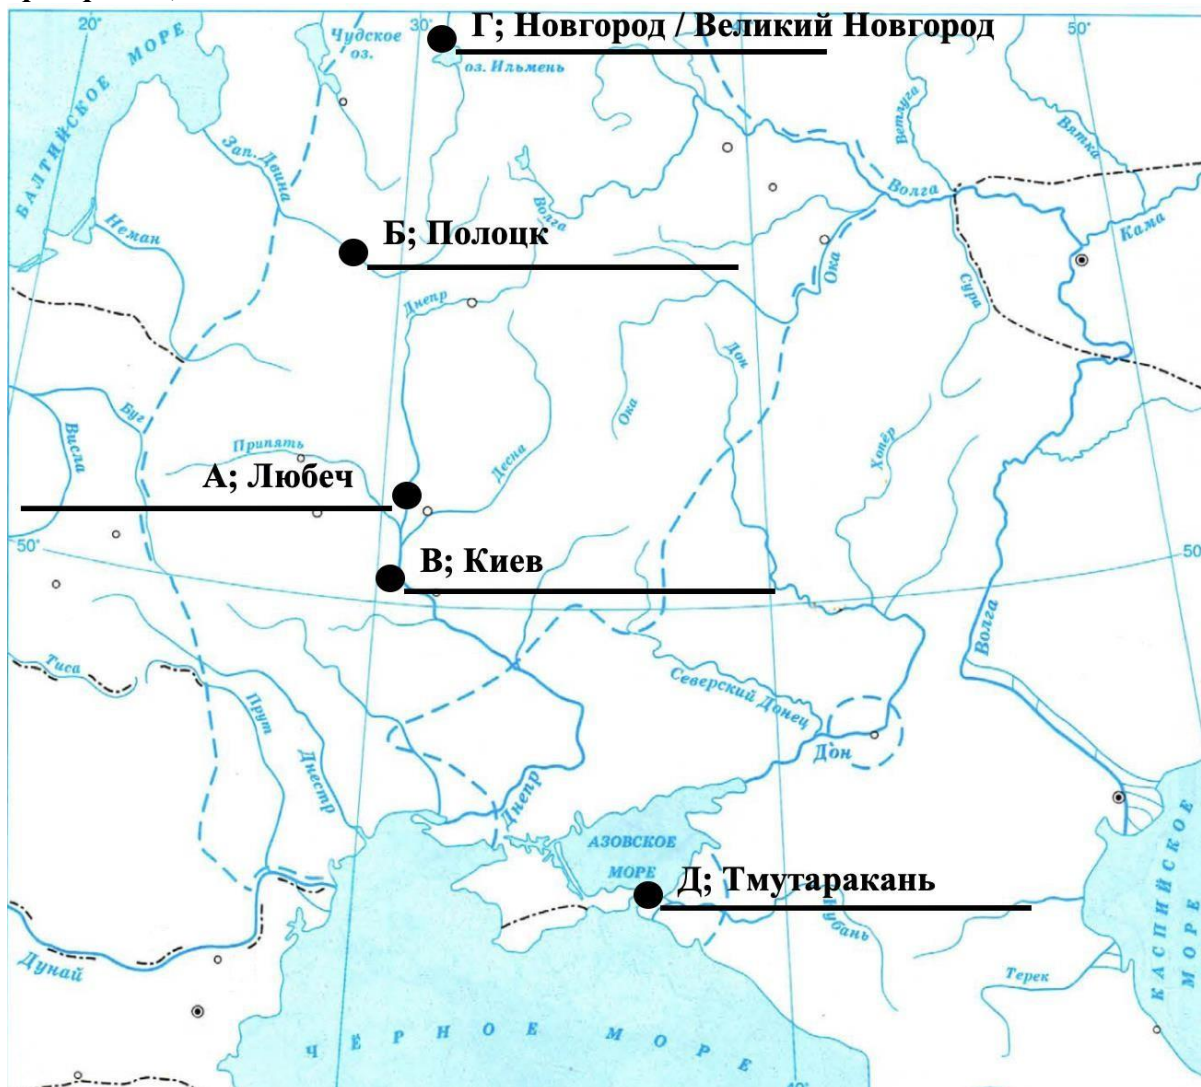 20°
30°
50°
Чудское
оз.
Г; Новгород / Великий Новгород
оз. Ильмень
БАЛТИЙСКОЕ МОРЕ
Зап. Двина
Ветлуга
Вятка
Волга
Волга
Кама
Неман
Б; Полоцк
Ока
Сура
Днепр
Дон
Буг
Висла
Ока
Припять
Десна
Хопёр
А; Любеч
50°
50°
В; Киев
Волга
Тиса
Прут
Днестр
Северский Донец
Дон
Днепр
АЗОВСКОЕ
МОРЕ
Д; Тмутаракань
Кубань
КАСПИЙСКОЕ
МОРЕ
Дунай
Терек
ЧЁРНОЕ МОРЕ